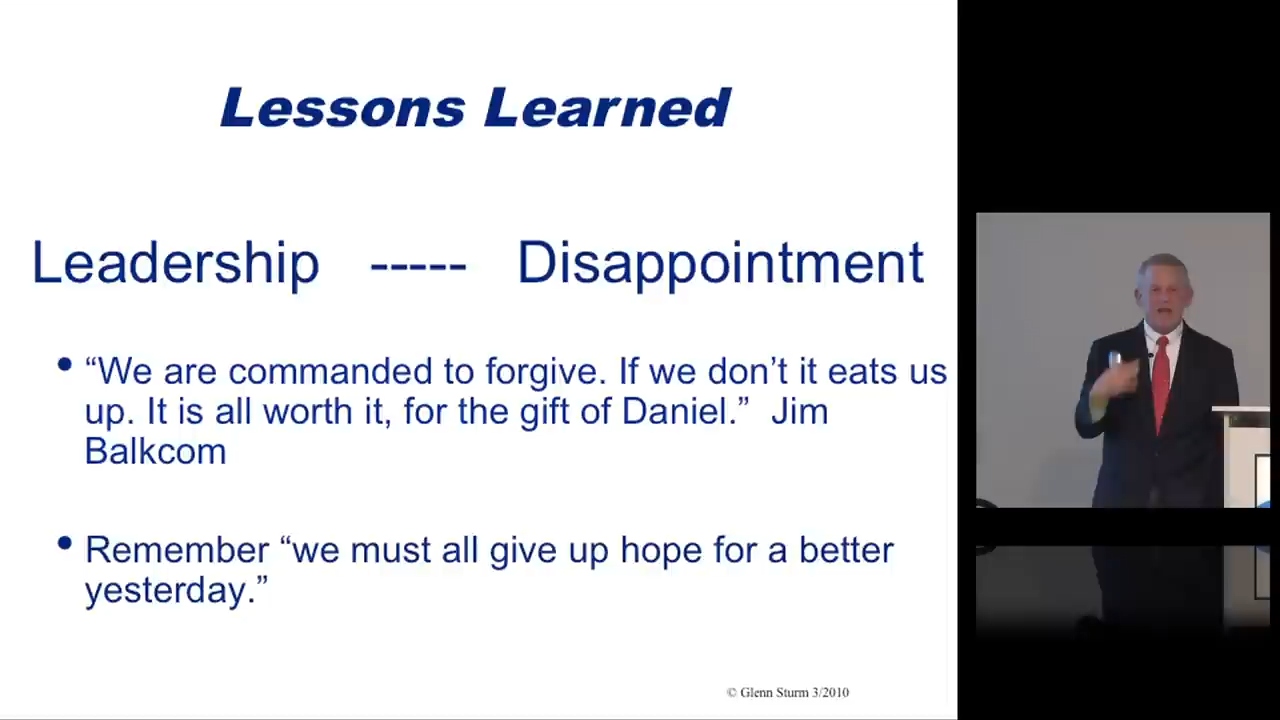 Lessons Learned
Leadership ----- Disappointment
• “We are commanded to forgive. If we don’t it eats us
up. It is all worth it, for the gift of Daniel.” Jim
Balkcom
• Remember “we must all give up hope for a better
yesterday.”
© Glenn Sturm 3/2010